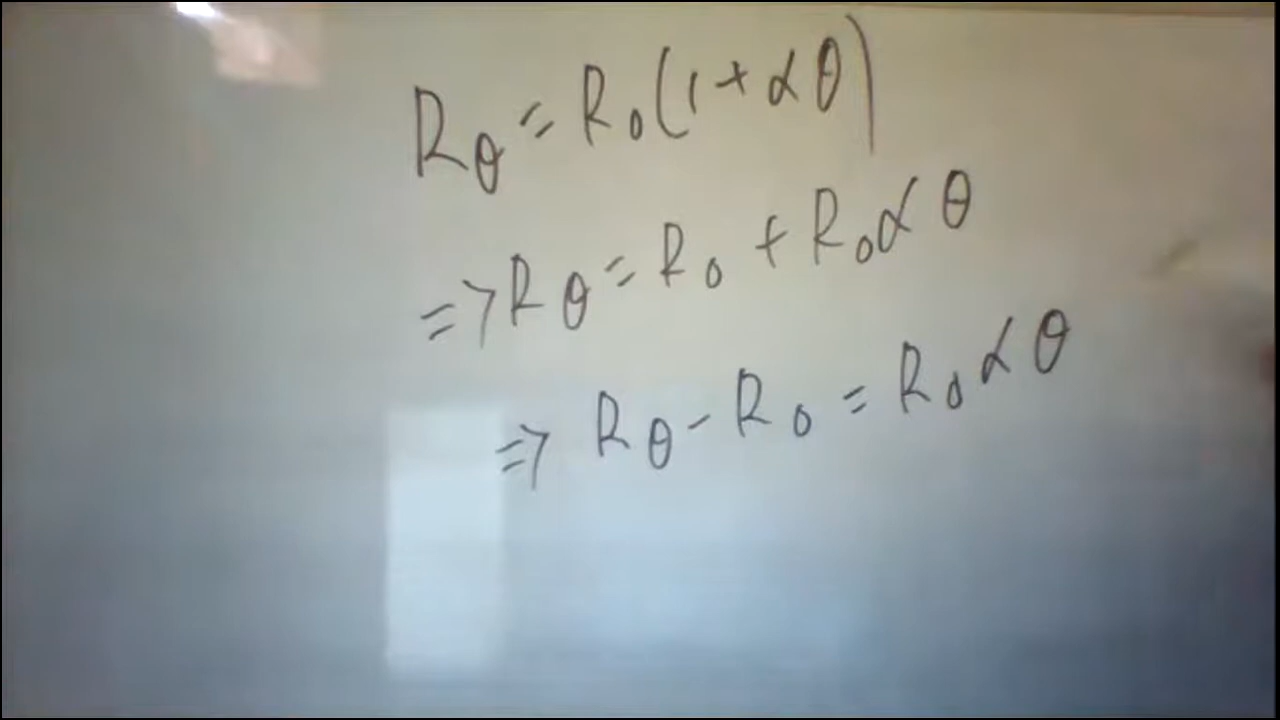 Rθ = R0(1 + αθ)
=> Rθ = R0 + R0αθ
=> Rθ - R0 = R0αθ